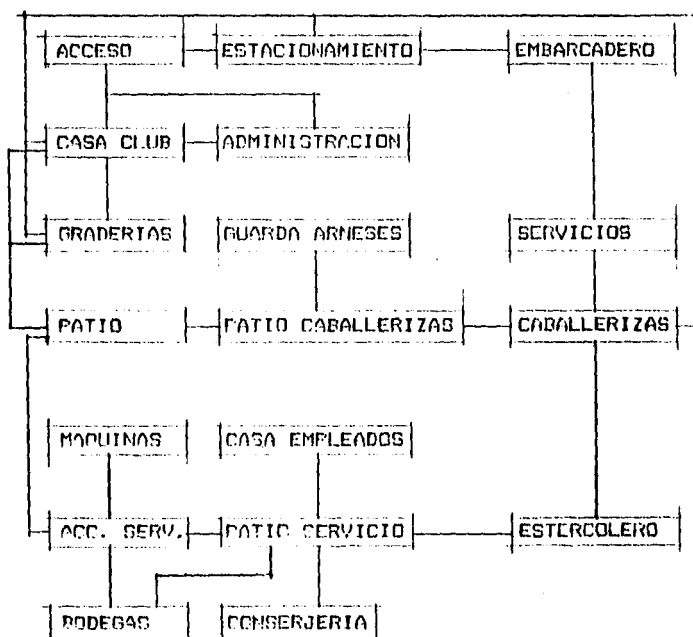 ACCESO ESTACIONAMIENTO EMBARCADERO
CASA CLUB ADMINISTRACION
GRADERIAS GUARDA ARNESES SERVICIOS
PATIO PATIO CABALLERIZAS CABALLERIZAS
MAQUINAS CASA EMPLEADOS
ACC. SERV. PATIO SERVICIO ESTERCOLERO
BODEGAS CONSERJERIA